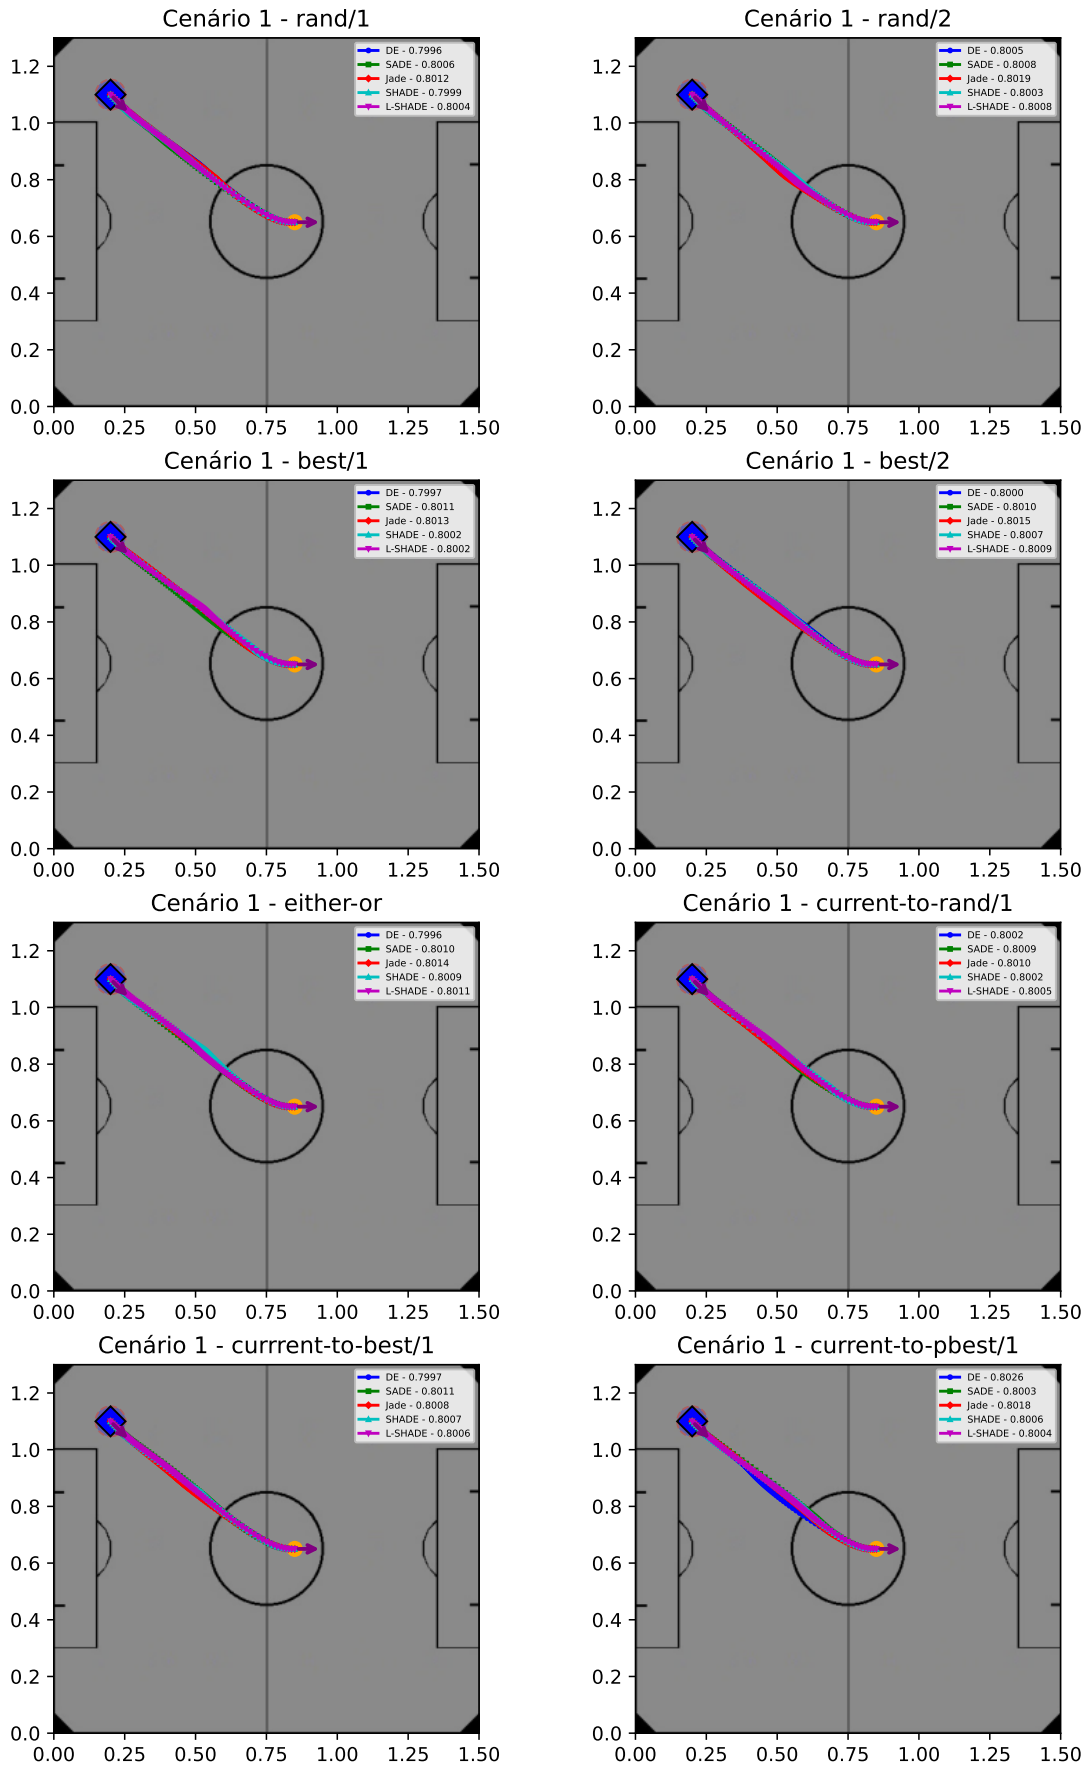 Cenário 1 - rand/1
DE - 0.7996
SADE - 0.8006
Jade - 0.8012
SHADE - 0.7999
L-SHADE - 0.8004
1.2
1.0
0.8
0.6
0.4
0.2
0.0
0.00 0.25 0.50 0.75 1.00 1.25 1.50
Cenário 1 - rand/2
DE - 0.8005
SADE - 0.8008
Jade - 0.8019
SHADE - 0.8003
L-SHADE - 0.8008
1.2
1.0
0.8
0.6
0.4
0.2
0.0
0.00 0.25 0.50 0.75 1.00 1.25 1.50
Cenário 1 - best/1
DE - 0.7997
SADE - 0.8011
Jade - 0.8013
SHADE - 0.8002
L-SHADE - 0.8002
1.2
1.0
0.8
0.6
0.4
0.2
0.0
0.00 0.25 0.50 0.75 1.00 1.25 1.50
Cenário 1 - best/2
DE - 0.8000
SADE - 0.8010
Jade - 0.8015
SHADE - 0.8007
L-SHADE - 0.8009
1.2
1.0
0.8
0.6
0.4
0.2
0.0
0.00 0.25 0.50 0.75 1.00 1.25 1.50
Cenário 1 - either-or
DE - 0.7996
SADE - 0.8010
Jade - 0.8014
SHADE - 0.8009
L-SHADE - 0.8011
1.2
1.0
0.8
0.6
0.4
0.2
0.0
0.00 0.25 0.50 0.75 1.00 1.25 1.50
Cenário 1 - current-to-rand/1
DE - 0.8002
SADE - 0.8009
Jade - 0.8010
SHADE - 0.8002
L-SHADE - 0.8005
1.2
1.0
0.8
0.6
0.4
0.2
0.0
0.00 0.25 0.50 0.75 1.00 1.25 1.50
Cenário 1 - currrent-to-best/1
DE - 0.7997
SADE - 0.8011
Jade - 0.8008
SHADE - 0.8007
L-SHADE - 0.8006
1.2
1.0
0.8
0.6
0.4
0.2
0.0
0.00 0.25 0.50 0.75 1.00 1.25 1.50
Cenário 1 - current-to-pbest/1
DE - 0.8026
SADE - 0.8003
Jade - 0.8018
SHADE - 0.8006
L-SHADE - 0.8004
1.2
1.0
0.8
0.6
0.4
0.2
0.0
0.00 0.25 0.50 0.75 1.00 1.25 1.50